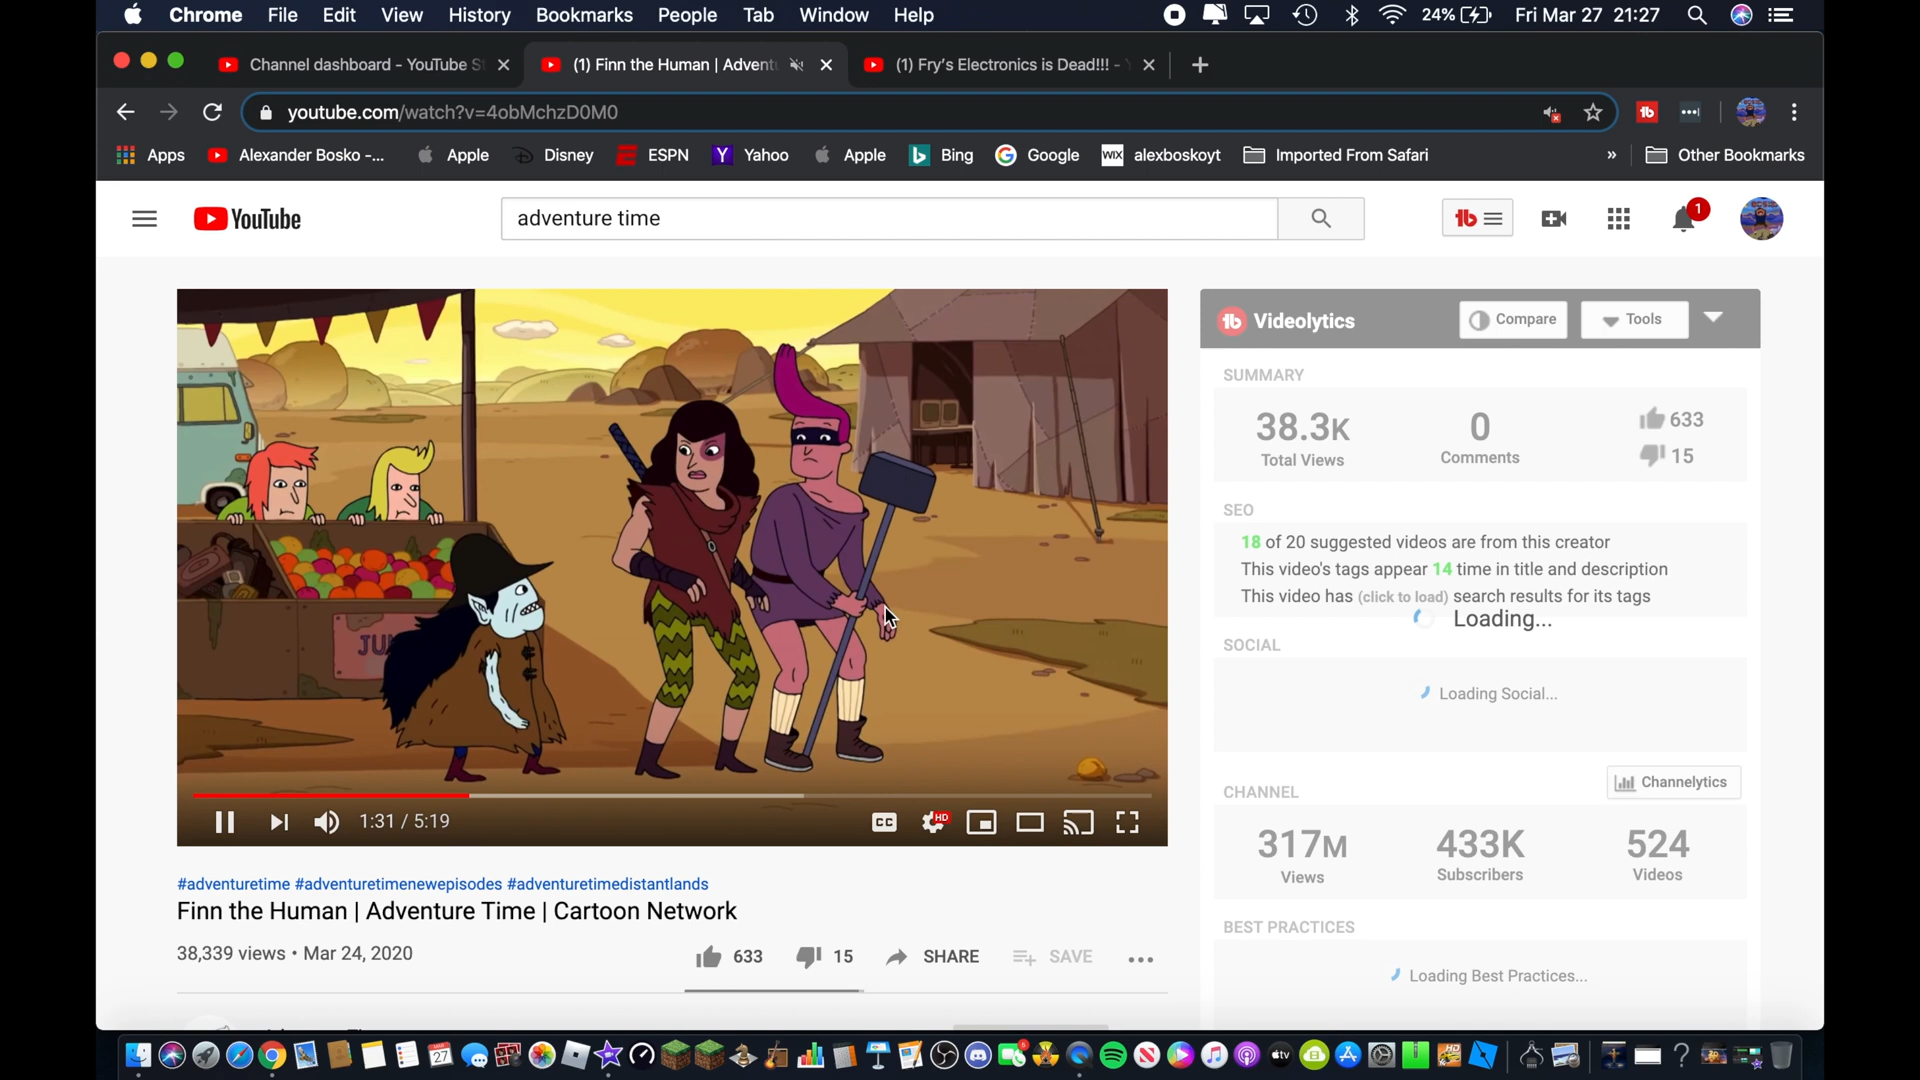 Chrome File Edit View History Bookmarks People Tab Window Help 24% Fri Mar 27 21:27
Channel dashboard - YouTube S (1) Finn the Human | Advent (1) Fry's Electronics is Dead!!! -
youtube.com/watch?v=4obMchzD0M0
Apps Alexander Bosko -... Apple Disney ESPN Yahoo Apple Bing Google WIX alexboskoyt Imported From Safari » Other Bookmarks
YouTube adventure time 1
Videolytics Compare Tools
SUMMARY
38.3K 0 633
Total Views Comments 15
SEO
18 of 20 suggested videos are from this creator
This video's tags appear 14 time in title and description
This video has (click to load) search results for its tags
Loading...
SOCIAL
Loading Social...
CHANNEL Channelytics
317M 433K 524
Views Subscribers Videos
BEST PRACTICES
Loading Best Practices...
1:31 / 5:19 CC HD
#adventuretime #adventuretimenewepisodes #adventuretimedistantlands
Finn the Human | Adventure Time | Cartoon Network
38,339 views • Mar 24, 2020 633 15 SHARE SAVE